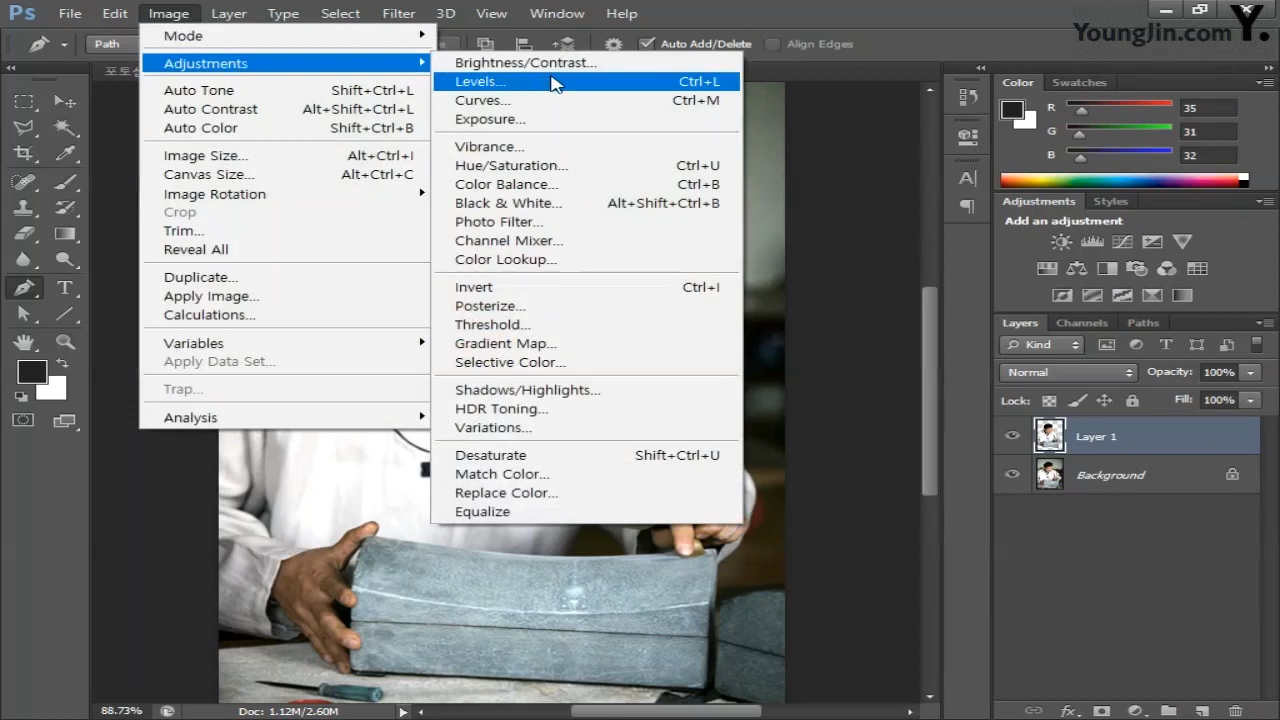 Ps File Edit Image Layer Type Select Filter 3D View Window Help
YoungJin.com Y.
Path
Auto Add/Delete Align Edges
포토
Mode
Adjustments
Auto Tone Shift+Ctrl+L
Auto Contrast Alt+Shift+Ctrl+L
Auto Color Shift+Ctrl+B
Image Size... Alt+Ctrl+I
Canvas Size... Alt+Ctrl+C
Image Rotation
Crop
Trim...
Reveal All
Duplicate...
Apply Image...
Calculations...
Variables
Apply Data Set...
Trap...
Analysis
Brightness/Contrast...
Levels... Ctrl+L
Curves... Ctrl+M
Exposure...
Vibrance...
Hue/Saturation... Ctrl+U
Color Balance... Ctrl+B
Black & White... Alt+Shift+Ctrl+B
Photo Filter...
Channel Mixer...
Color Lookup...
Invert Ctrl+I
Posterize...
Threshold...
Gradient Map...
Selective Color...
Shadows/Highlights...
HDR Toning...
Variations...
Desaturate Shift+Ctrl+U
Match Color...
Replace Color...
Equalize
Color Swatches
R 35
G 31
B 32
Adjustments Styles
Add an adjustment
Layers Channels Paths
Kind
Normal Opacity: 100%
Lock: Fill: 100%
Layer 1
Background
88.73% Doc: 1.12M/2.60M